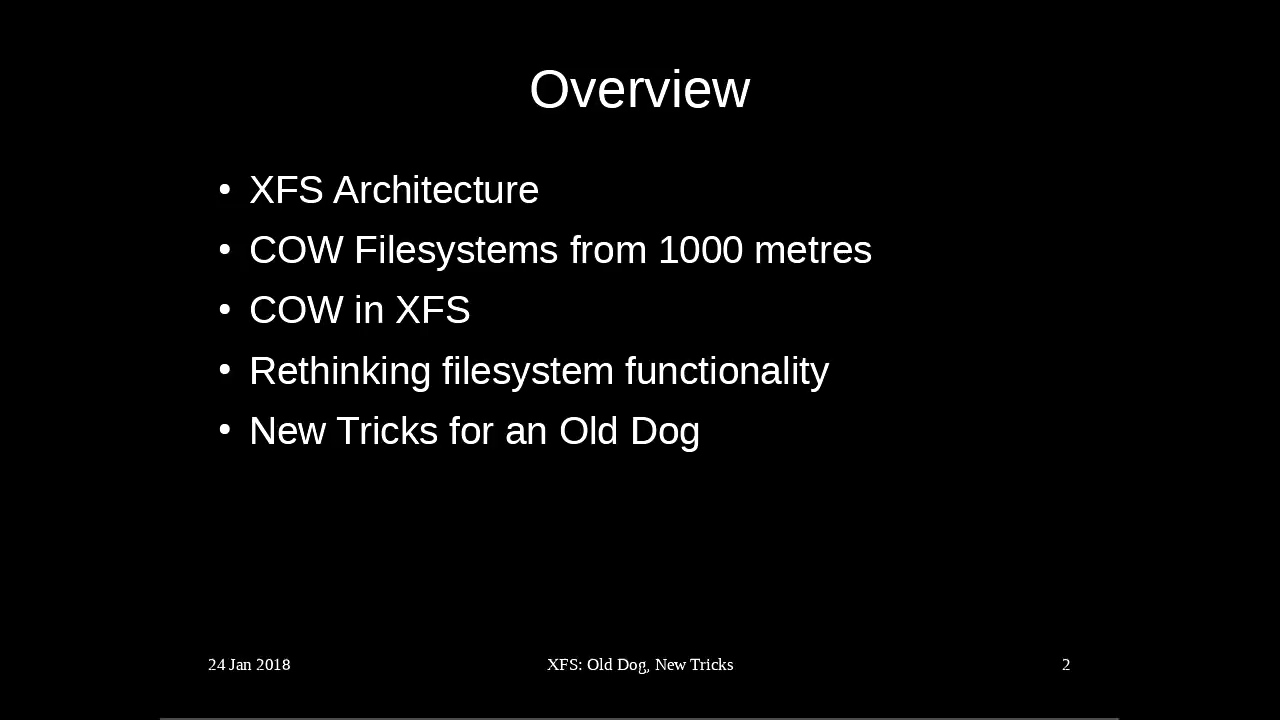 Overview
• XFS Architecture
• COW Filesystems from 1000 metres
• COW in XFS
• Rethinking filesystem functionality
• New Tricks for an Old Dog
24 Jan 2018
XFS: Old Dog, New Tricks
2